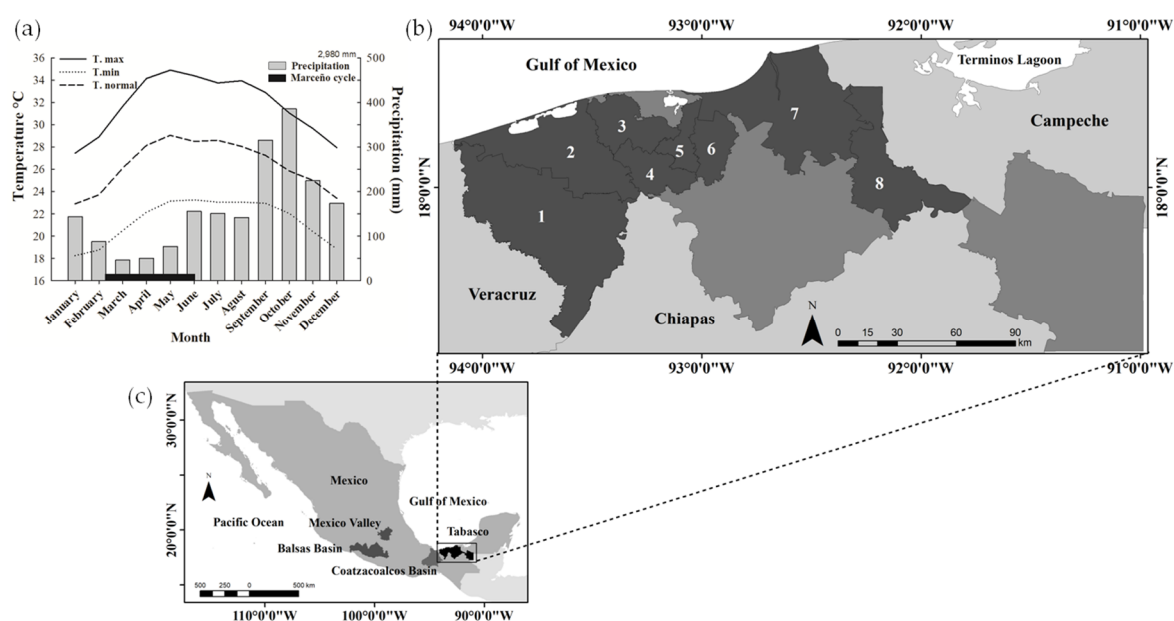 (a)
2,980 mm
T. max
T.min
T. normal
Precipitation
Marceño cycle
Temperature °C
36
34
32
30
28
26
24
22
20
18
16
500
400
300
200
100
0
Precipitation (mm)
January
February
March
April
May
June
July
Agust
September
October
November
December
Month
(b)
94°0'0"W
93°0'0"W
92°0'0"W
91°0'0"W
Gulf of Mexico
Terminos Lagoon
Campeche
18°0'0"N
18°0'0"N
1
2
3
4
5
6
7
8
Veracruz
Chiapas
N
0 15 30 60 90
km
94°0'0"W
93°0'0"W
92°0'0"W
91°0'0"W
(c)
30°0'0"N
20°0'0"N
N
Mexico
Gulf of Mexico
Pacific Ocean
Mexico Valley
Tabasco
Balsas Basin
Coatzacoalcos Basin
500 250 0 500 km
110°0'0"W
100°0'0"W
90°0'0"W